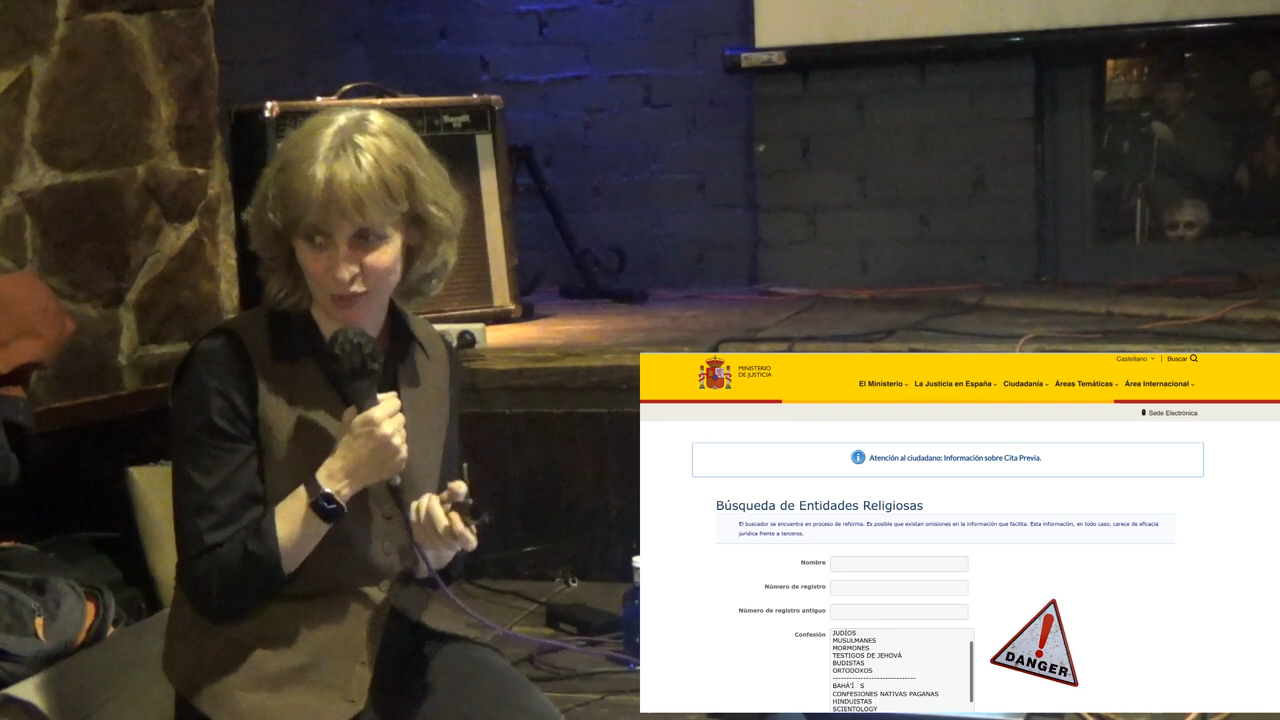 Bandit
MINISTERIO
DE JUSTICIA
Castellano
Buscar
El Ministerio
La Justicia en España
Ciudadanía
Áreas Temáticas
Área Internacional
Sede Electrónica
Atención al ciudadano: Información sobre Cita Previa.
Búsqueda de Entidades Religiosas
El buscador se encuentra en proceso de reforma. Es posible que existan omisiones en la información que facilita. Esta información, en todo caso, carece de eficacia
jurídica frente a terceros.
Nombre
Número de registro
Número de registro antiguo
Confesión
JUDÍOS
MUSULMANES
MORMONES
TESTIGOS DE JEHOVÁ
BUDISTAS
ORTODOXOS
------------------------------
BAHÁ'Í S
CONFESIONES NATIVAS PAGANAS
HINDUISTAS
SCIENTOLOGY
DANGER